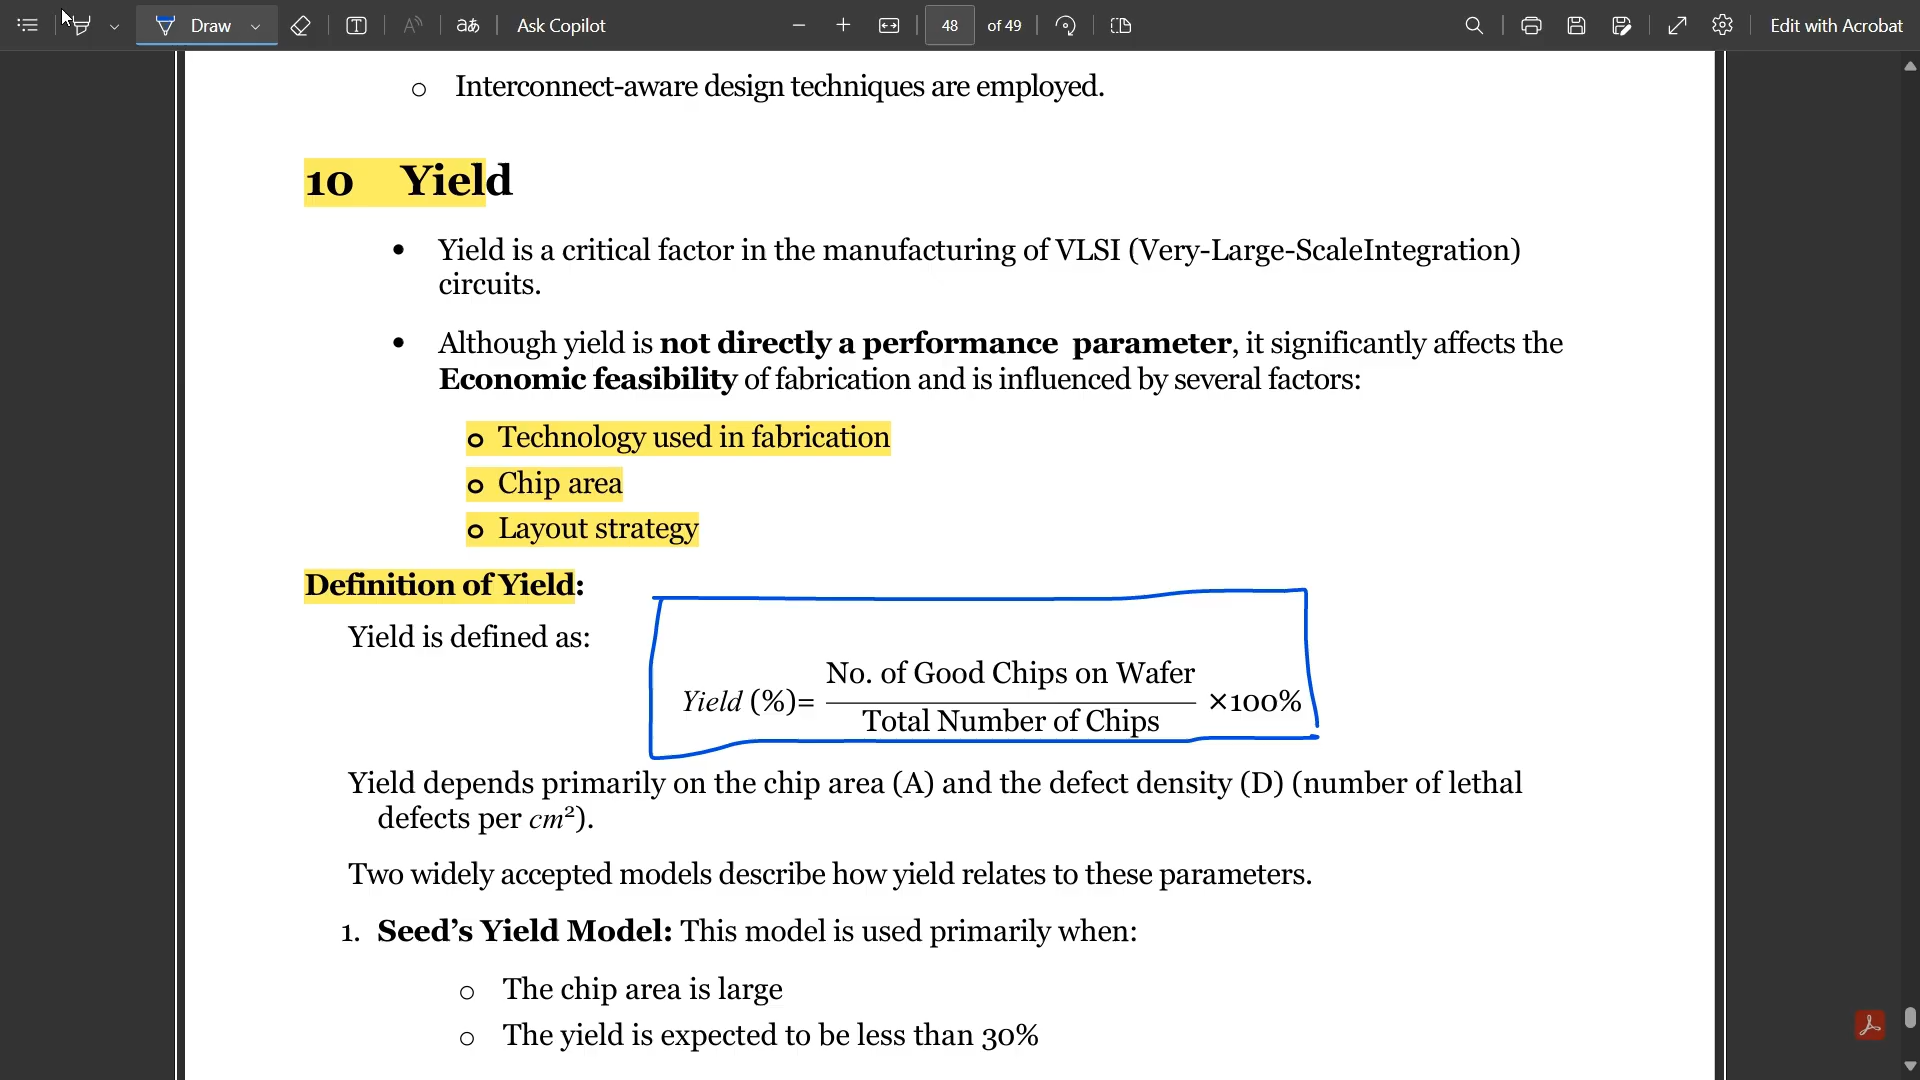 Draw
Ask Copilot
48 of 49
Edit with Acrobat
Interconnect-aware design techniques are employed.
10 Yield
Yield is a critical factor in the manufacturing of VLSI (Very-Large-ScaleIntegration)
circuits.
Although yield is not directly a performance parameter, it significantly affects the
Economic feasibility of fabrication and is influenced by several factors:
Technology used in fabrication
Chip area
Layout strategy
Definition of Yield:
Yield is defined as:
No. of Good Chips on Wafer
Yield (%)= ×100%
Total Number of Chips
Yield depends primarily on the chip area (A) and the defect density (D) (number of lethal
defects per cm²).
Two widely accepted models describe how yield relates to these parameters.
1. Seed’s Yield Model: This model is used primarily when:
The chip area is large
The yield is expected to be less than 30%